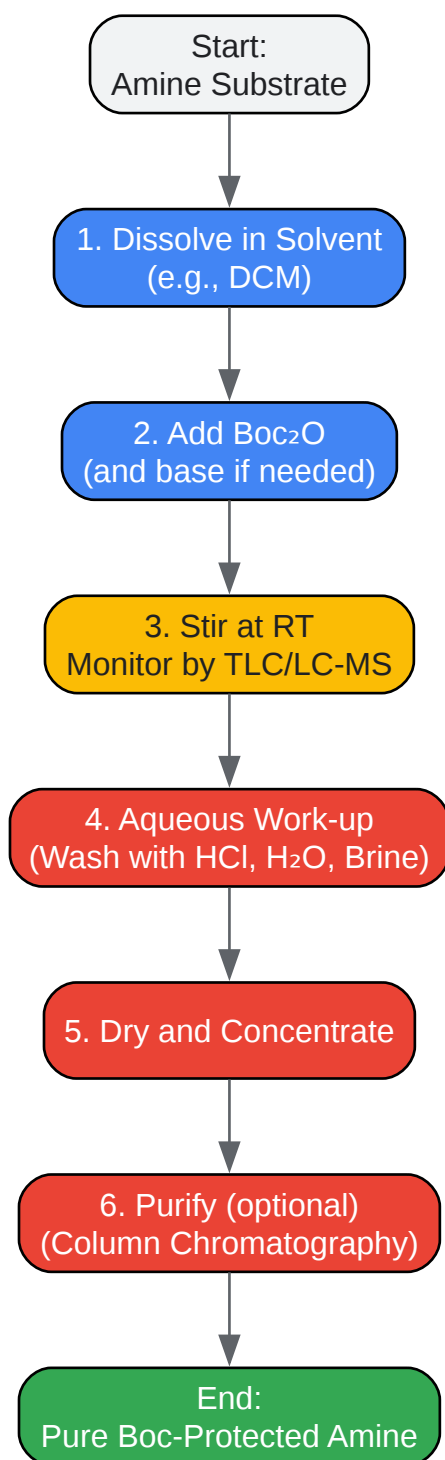 Start:
Amine Substrate
1. Dissolve in Solvent
(e.g., DCM)
2. Add Boc₂O
(and base if needed)
3. Stir at RT
Monitor by TLC/LC-MS
4. Aqueous Work-up
(Wash with HCl, H₂O, Brine)
5. Dry and Concentrate
6. Purify (optional)
(Column Chromatography)
End:
Pure Boc-Protected Amine